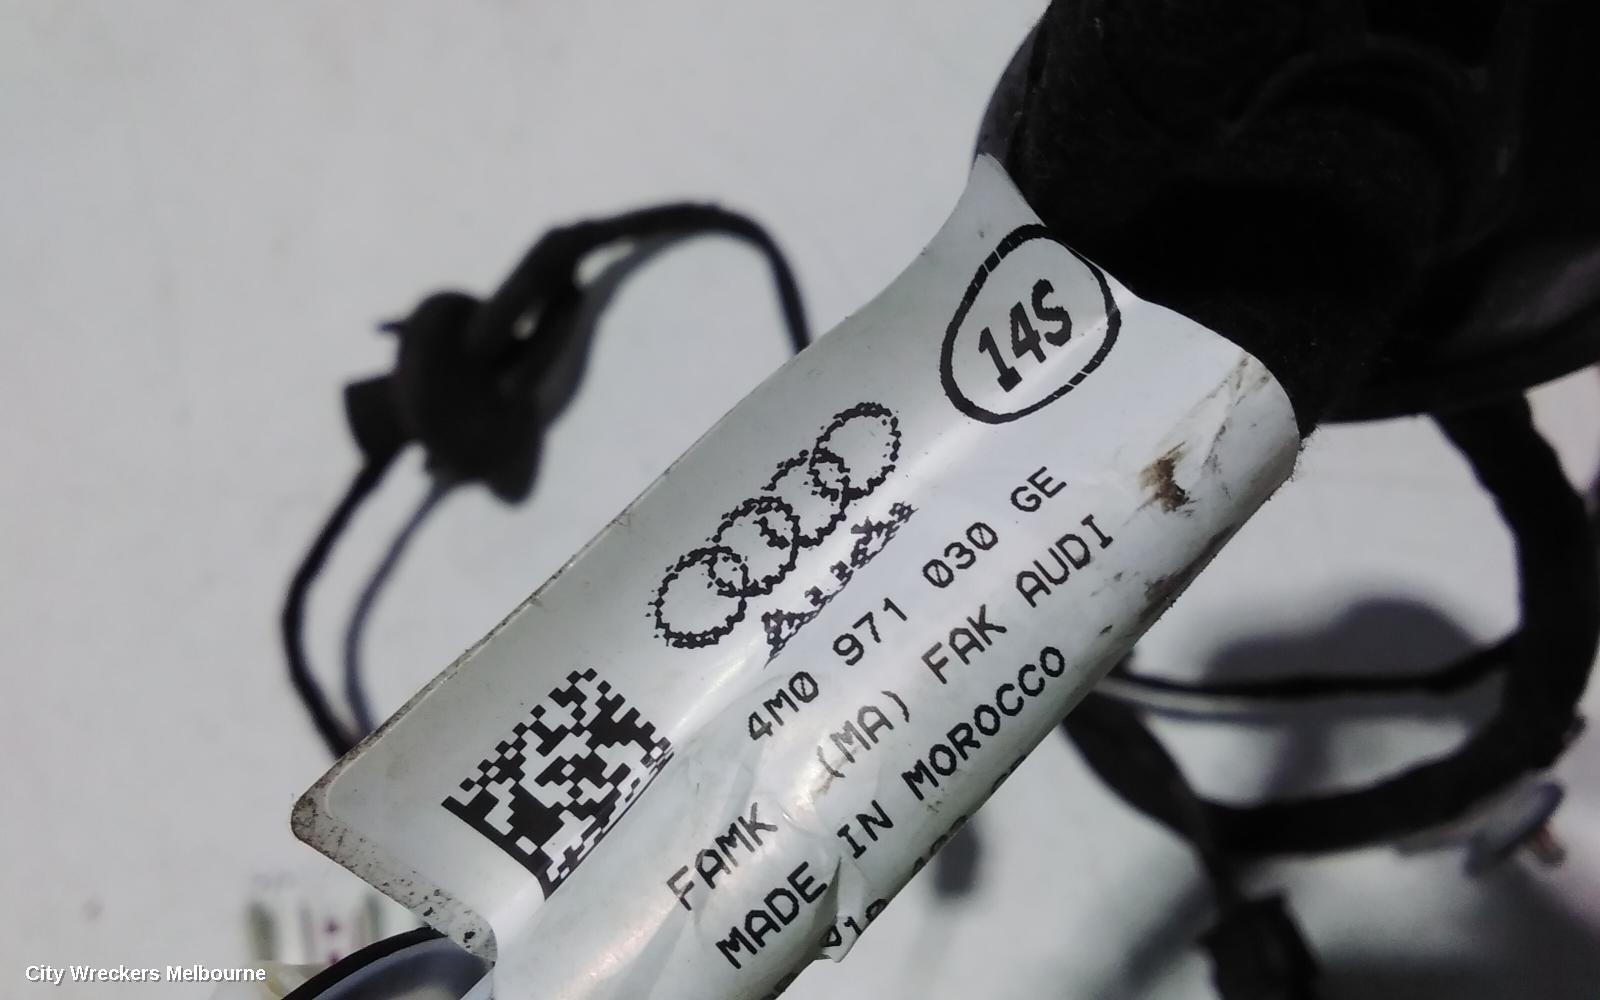 14S
Audi
4M0 971 030 GE
FAMK (MA) FAK AUDI
MADE IN MOROCCO
City Wreckers Melbourne